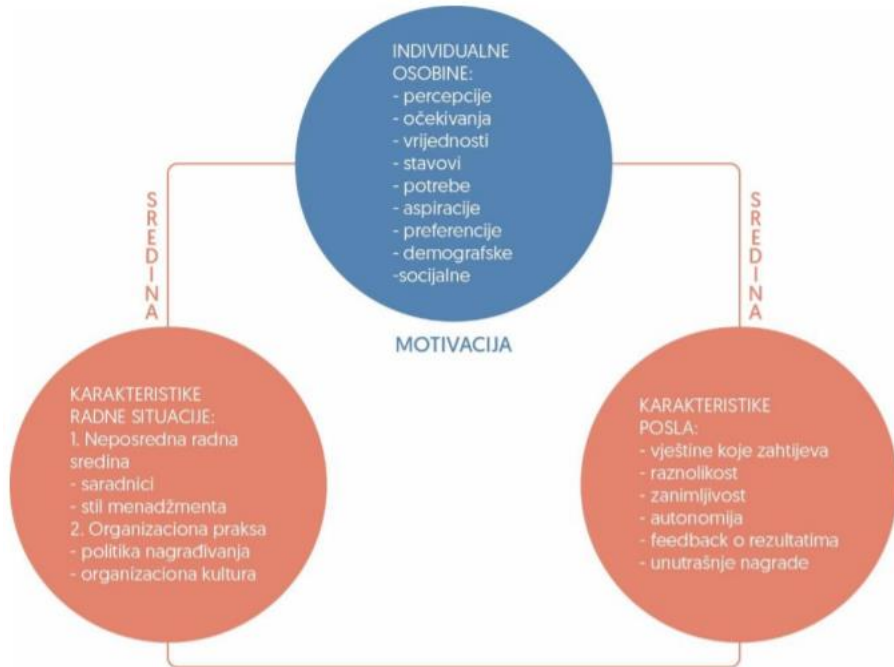 INDIVIDUALNE
OSOBINE:
- percepcije
- očekivanja
- vrijednosti
- stavovi
- potrebe
- aspiracije
- preferencije
- demografske
-socijalne
SREDINA
SREDINA
MOTIVACIJA
KARAKTERISTIKE
RADNE SITUACIJE:
1. Neposredna radna
sredina
- saradnici
- stil menadžmenta
2. Organizaciona praksa
- politika nagrađivanja
- organizaciona kultura
KARAKTERISTIKE
POSLA:
- vještine koje zahtijeva
- raznolikost
- zanimljivost
- autonomija
- feedback o rezultatima
- unutrašnje nagrade